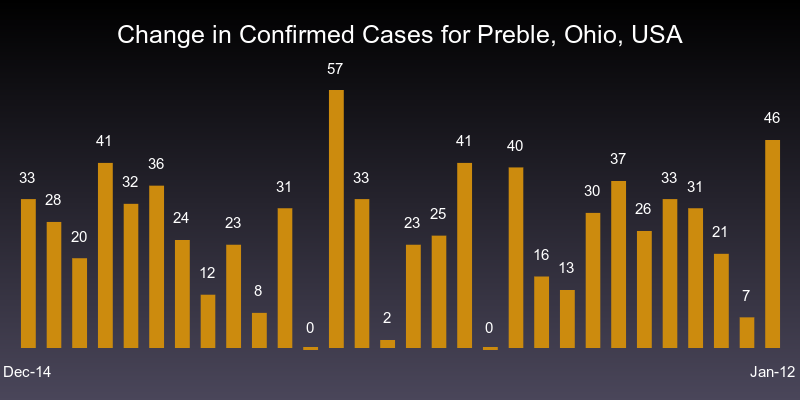 Change in Confirmed Cases for Preble, Ohio, USA
33 28 20 41 32 36 24 12 23 8 31 0 57 33 2 23 25 41 0 40 16 13 30 37 26 33 31 21 7 46
Dec-14 Jan-12